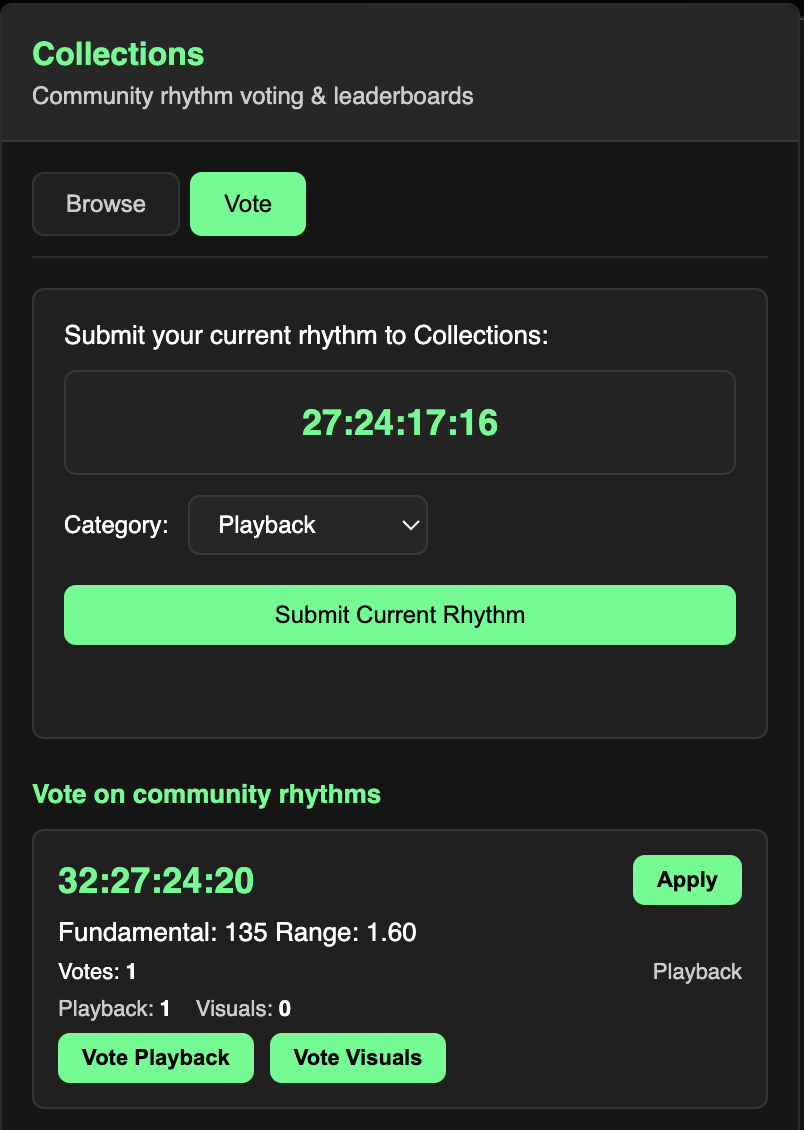 Collections
Community rhythm voting & leaderboards
Browse Vote
Submit your current rhythm to Collections:
27:24:17:16
Category: Playback
Submit Current Rhythm
Vote on community rhythms
32:27:24:20 Apply
Fundamental: 135 Range: 1.60
Votes: 1 Playback
Playback: 1 Visuals: 0
Vote Playback Vote Visuals